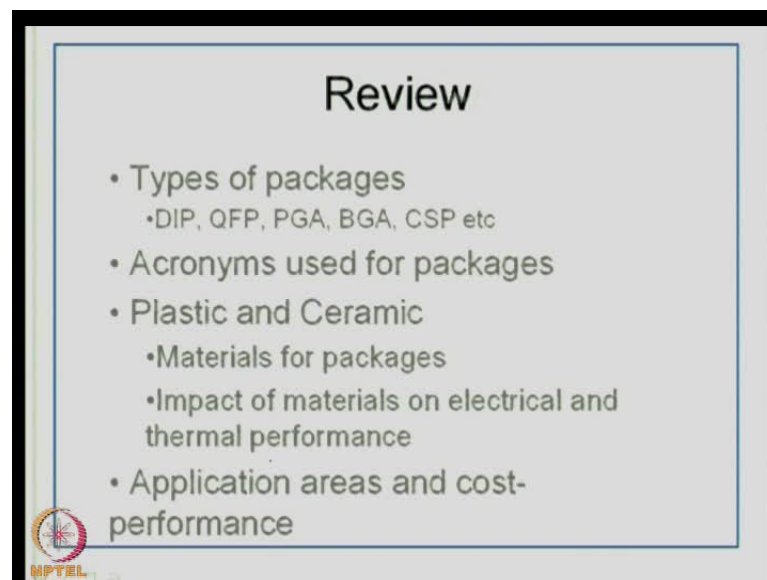 Review
• Types of packages
•DIP, QFP, PGA, BGA, CSP etc
• Acronyms used for packages
• Plastic and Ceramic
•Materials for packages
•Impact of materials on electrical and
thermal performance
• Application areas and cost-
performance
NPTEL